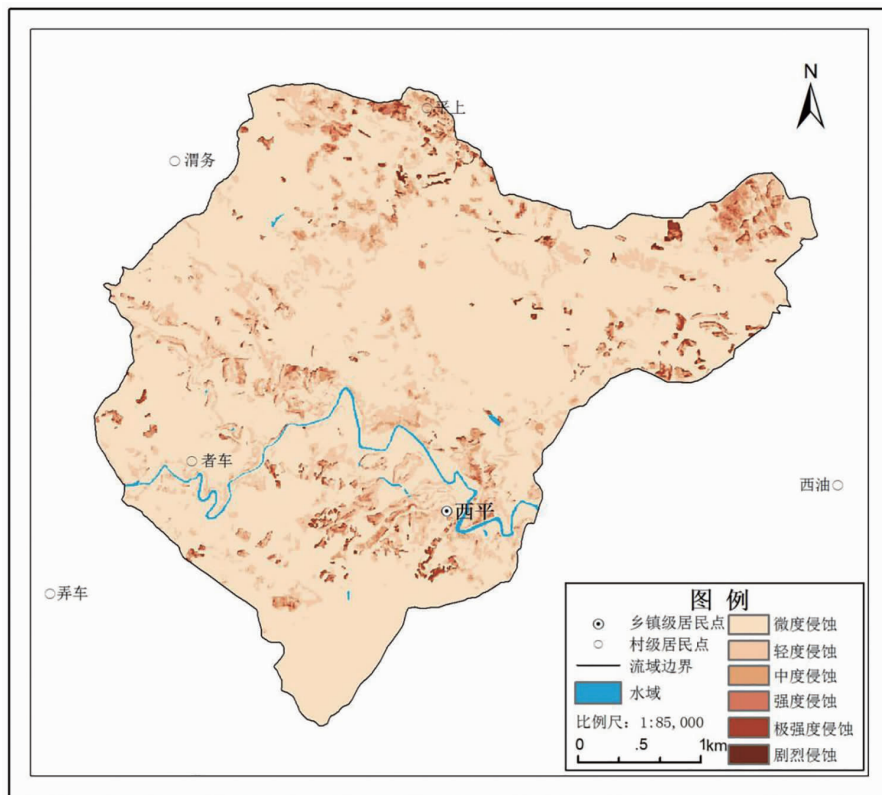 N
平上
渭务
者车
西油
西平
弄车
图 例
乡镇级居民点
村级居民点
流域边界
水域
比例尺：1:85,000
0 .5 1km
微度侵蚀
轻度侵蚀
中度侵蚀
强度侵蚀
极强度侵蚀
剧烈侵蚀